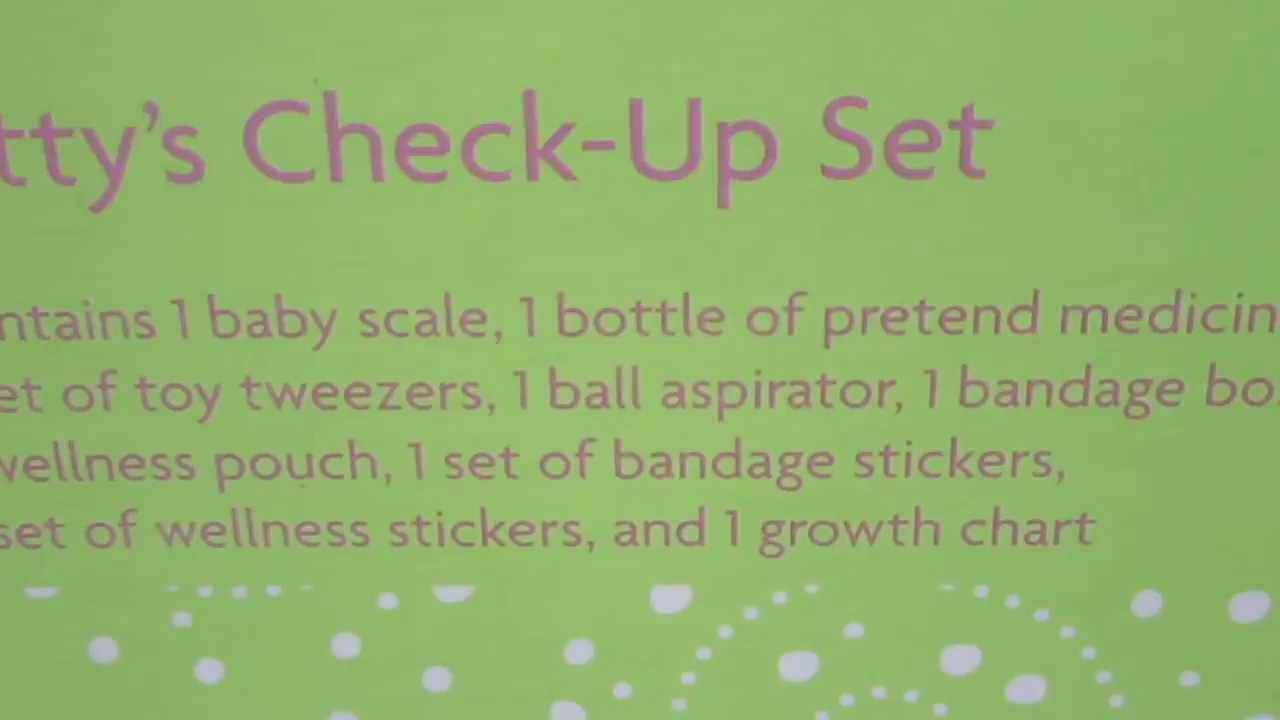 tty's Check-Up Set
ntains 1 baby scale, 1 bottle of pretend medicin
et of toy tweezers, 1 ball aspirator, 1 bandage bo
wellness pouch, 1 set of bandage stickers,
set of wellness stickers, and 1 growth chart